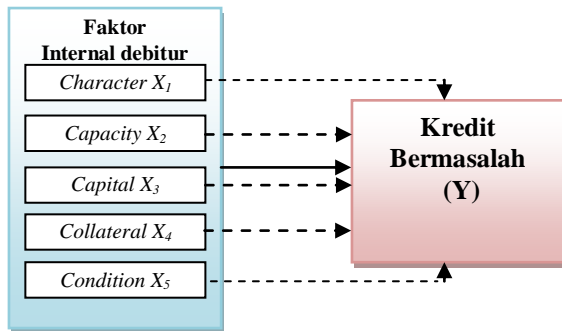 Faktor
Internal debitur
Character X₁
Capacity X₂
Capital X₃
Collateral X₄
Condition X₅
Kredit
Bermasalah
(Y)